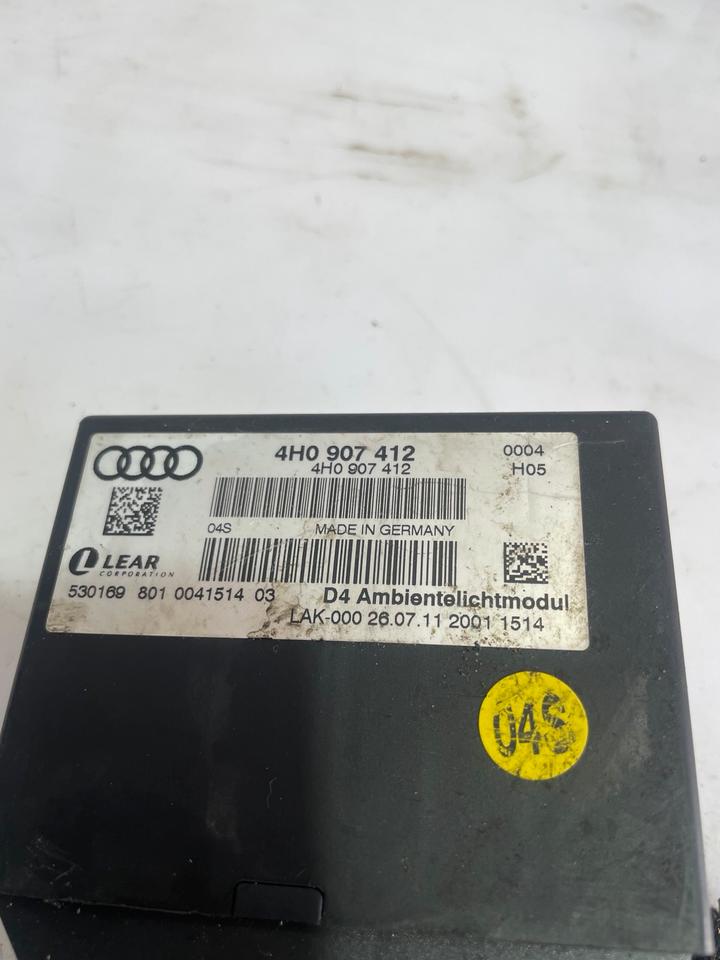 4H0 907 412 0004
4H0 907 412 H05
04S MADE IN GERMANY
LEAR
CORPORATION
530169 801 0041514 03 D4 Ambientelichtmodul
LAK-000 26.07.11 2001 1514
04S